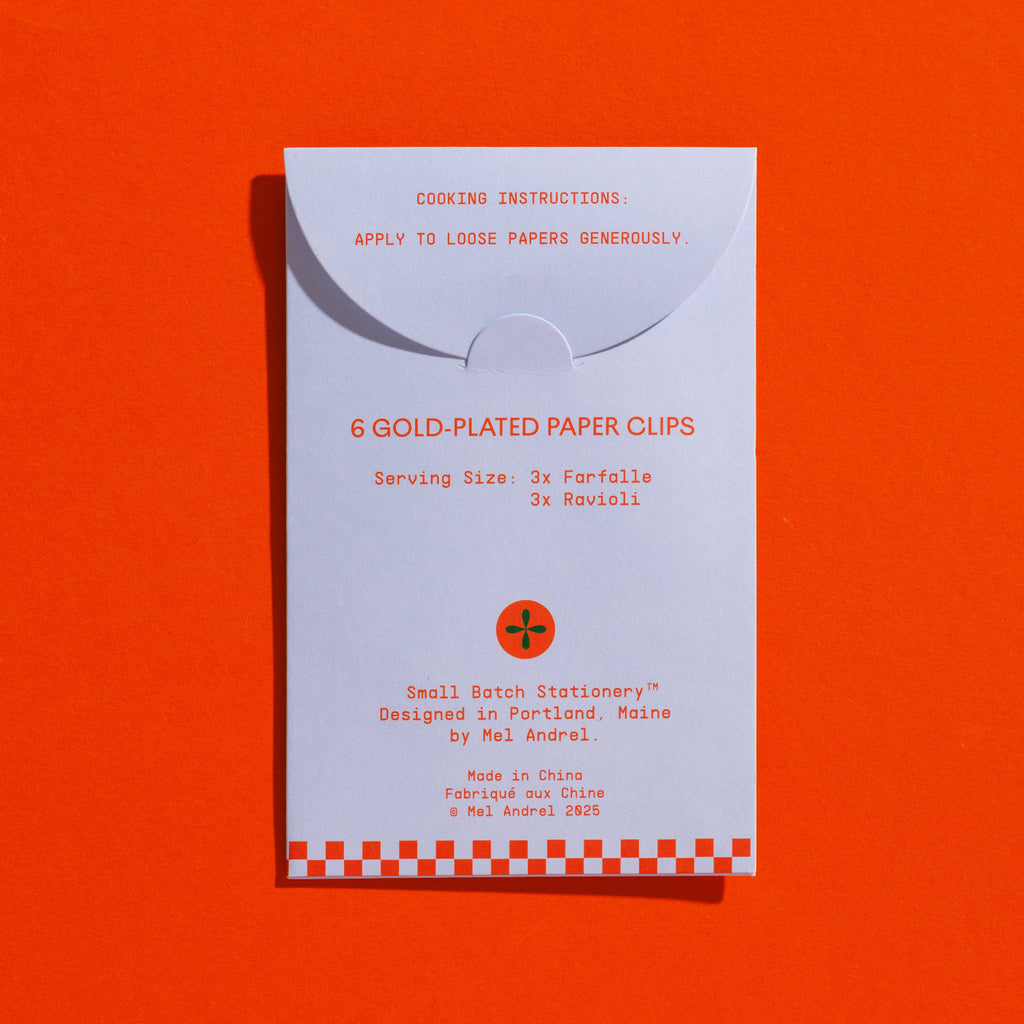 COOKING INSTRUCTIONS:
APPLY TO LOOSE PAPERS GENEROUSLY.
6 GOLD-PLATED PAPER CLIPS
Serving Size: 3x Farfalle
3x Ravioli
Small Batch Stationery™
Designed in Portland, Maine
by Mel Andrel.
Made in China
Fabriqué aux Chine
© Mel Andrel 2025